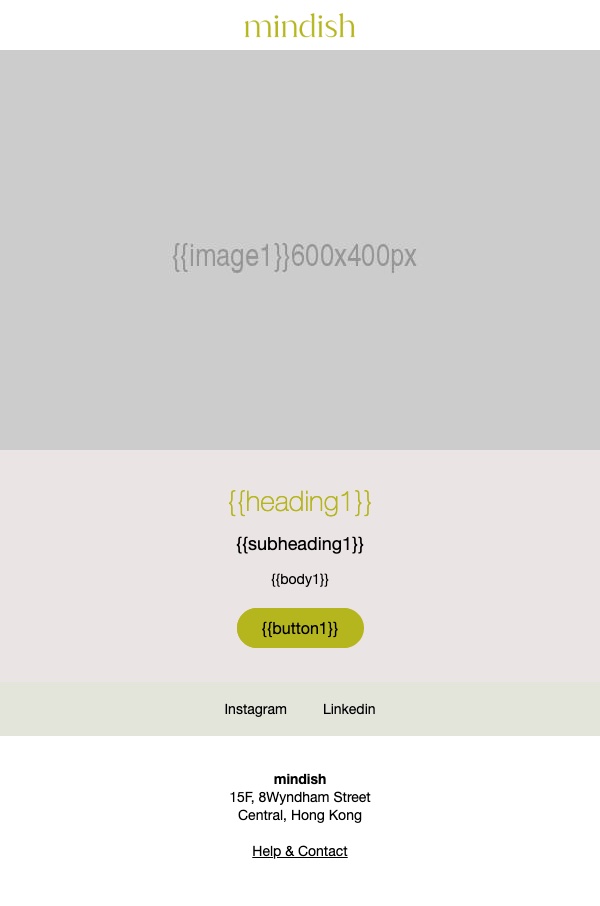 mindish
{{image1}}600x400px
{{heading1}}
{{subheading1}}
{{body1}}
{{button1}}
Instagram Linkedin
mindish
15F, 8Wyndham Street
Central, Hong Kong
Help & Contact